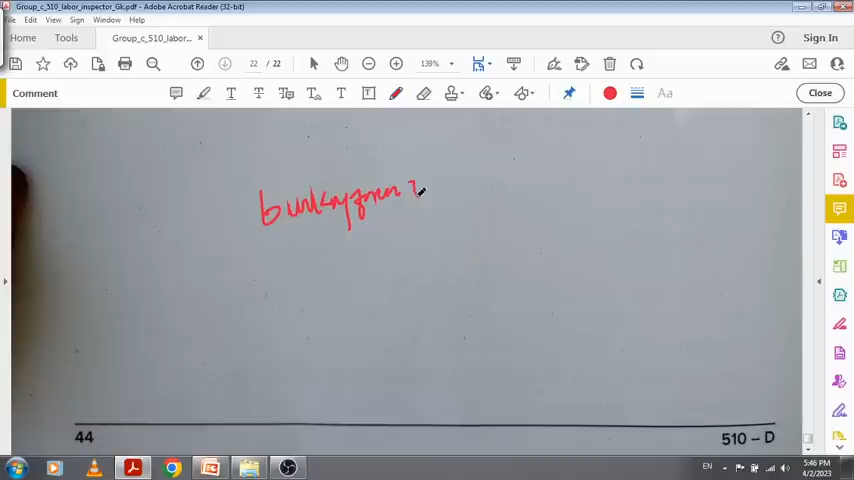 Group_c_510_labor_inspector_Gk.pdf - Adobe Acrobat Reader (32-bit)
File Edit View Sign Window Help
Home Tools Group_c_510_labor... × Sign In
22 / 22 139%
Comment Close
44 510 - D
EN 5:46 PM
4/2/2023